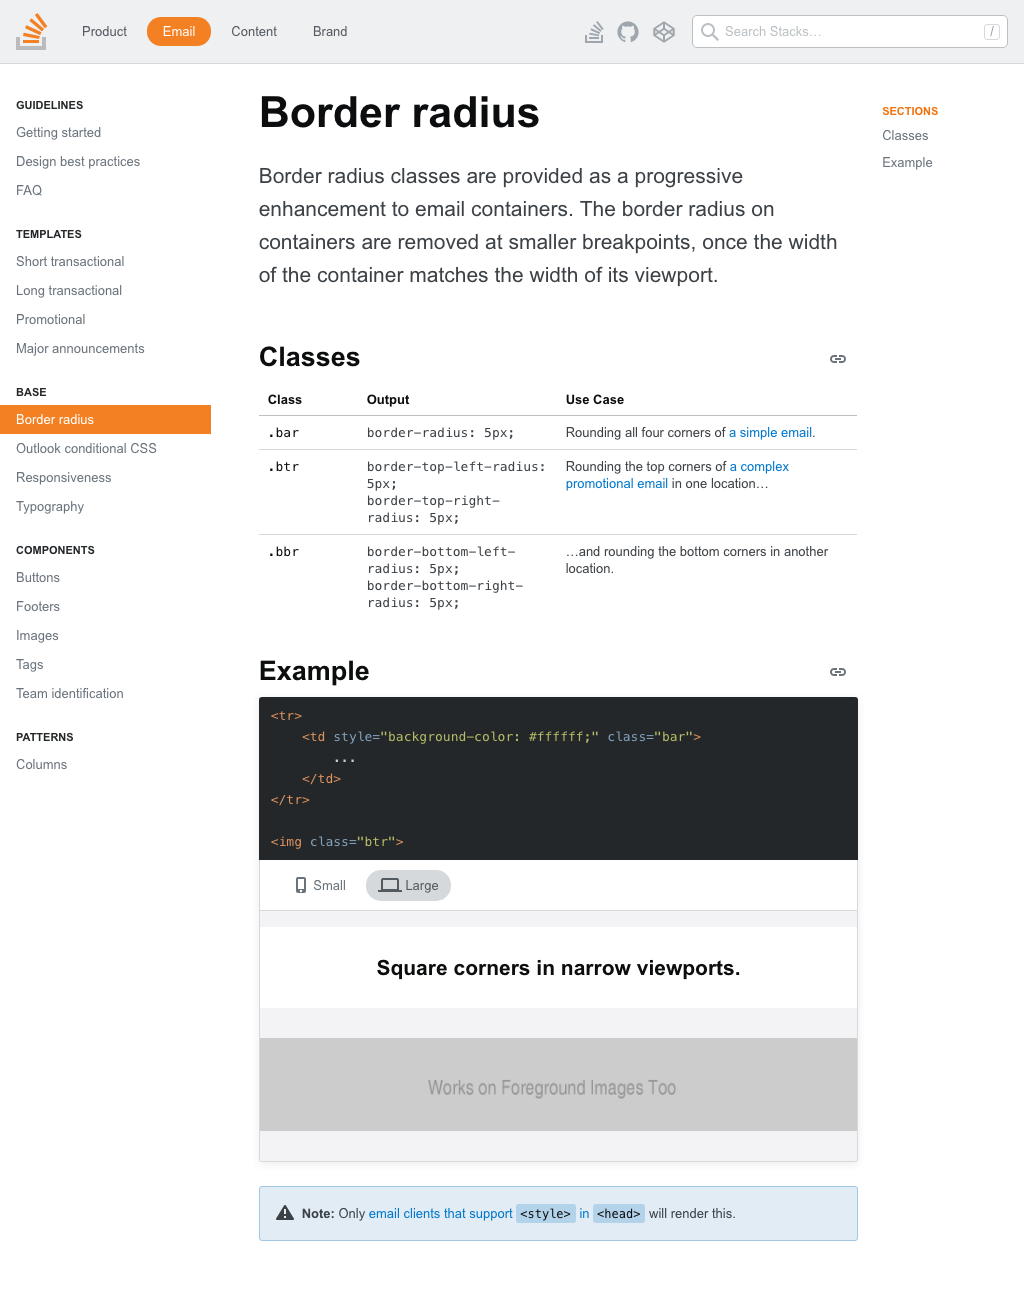 Product
Email
Content
Brand
Search Stacks…
/
GUIDELINES
Getting started
Design best practices
FAQ
TEMPLATES
Short transactional
Long transactional
Promotional
Major announcements
BASE
Border radius
Outlook conditional CSS
Responsiveness
Typography
COMPONENTS
Buttons
Footers
Images
Tags
Team identification
PATTERNS
Columns
Border radius
Border radius classes are provided as a progressive
enhancement to email containers. The border radius on
containers are removed at smaller breakpoints, once the width
of the container matches the width of its viewport.
SECTIONS
Classes
Example
Classes
Class Output Use Case
.bar border-radius: 5px; Rounding all four corners of a simple email.
.btr border-top-left-radius: Rounding the top corners of a complex
5px; promotional email in one location…
border-top-right-
radius: 5px;
.bbr border-bottom-left- …and rounding the bottom corners in another
radius: 5px; location.
border-bottom-right-
radius: 5px;
Example
<tr>
<td style="background-color: #ffffff;" class="bar">
...
</td>
</tr>
<img class="btr">
Small
Large
Square corners in narrow viewports.
Works on Foreground Images Too
Note: Only email clients that support <style> in <head> will render this.